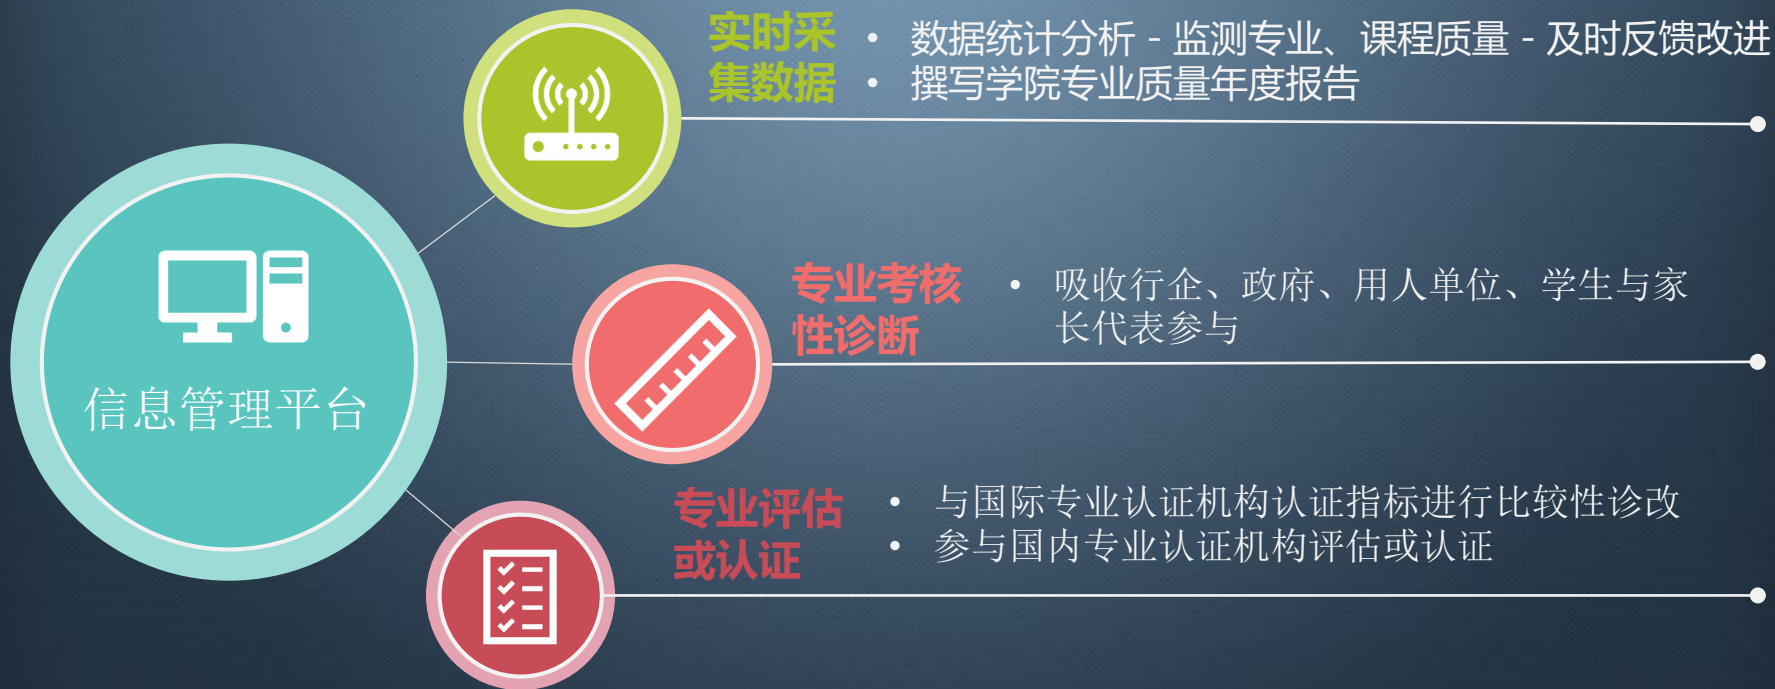 实时采
集数据
• 数据统计分析 - 监测专业、课程质量 - 及时反馈改进
• 撰写学院专业质量年度报告
信息管理平台
专业考核
性诊断
• 吸收行企、政府、用人单位、学生与家
长代表参与
专业评估
或认证
• 与国际专业认证机构认证指标进行比较性诊改
• 参与国内专业认证机构评估或认证